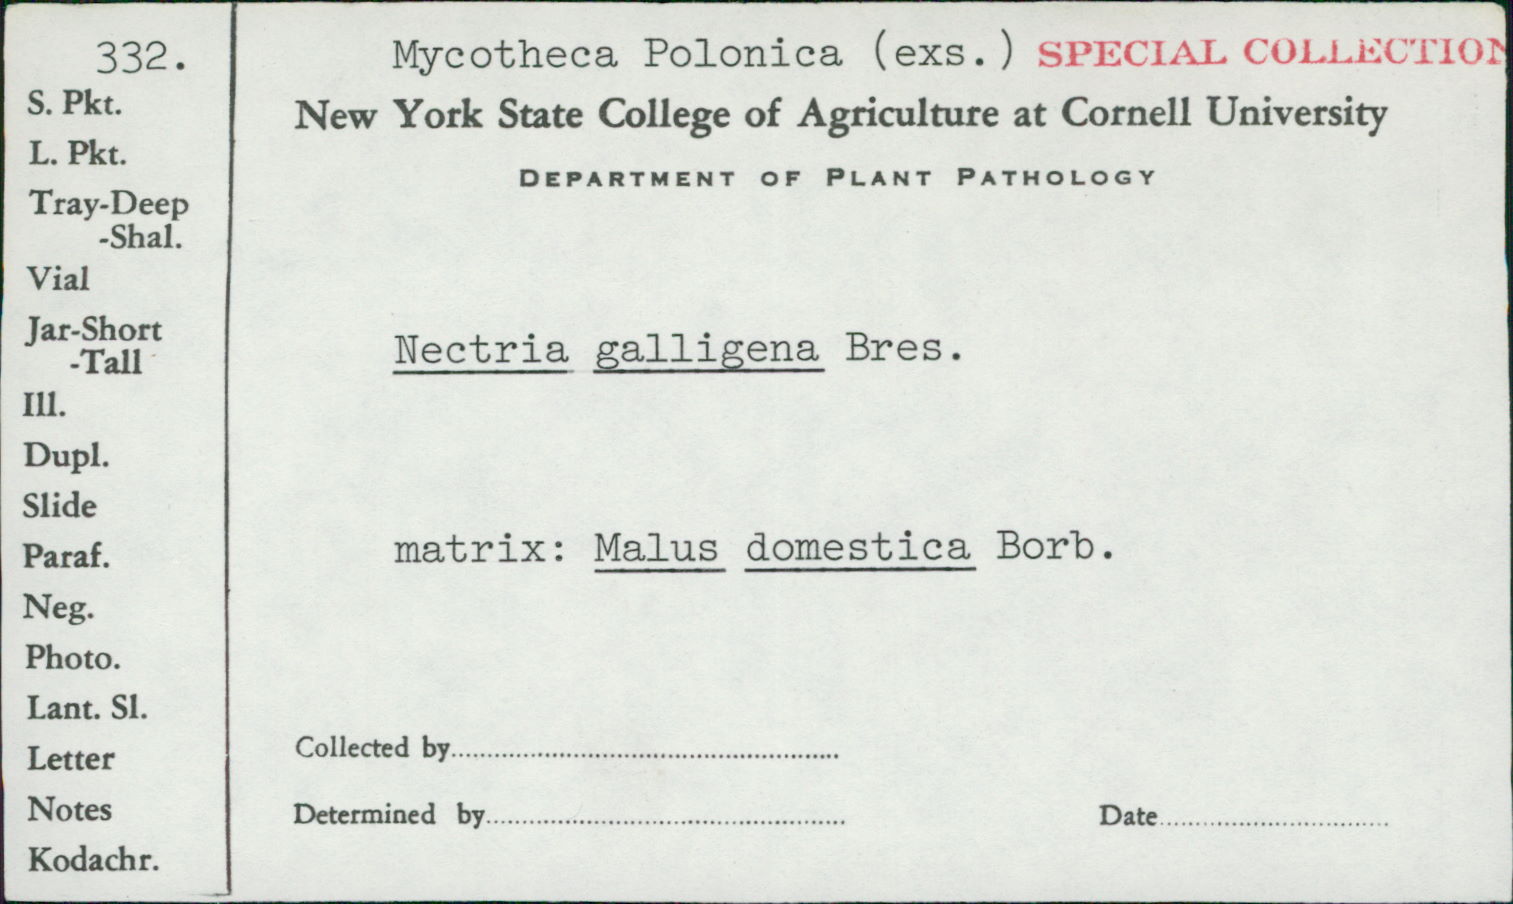 332.
S. Pkt.
L. Pkt.
Tray-Deep
-Shal.
Vial
Jar-Short
-Tall
Ill.
Dupl.
Slide
Paraf.
Neg.
Photo.
Lant. Sl.
Letter
Notes
Kodachr.
Mycotheca Polonica (exs.) SPECIAL COLLECTION
New York State College of Agriculture at Cornell University
DEPARTMENT OF PLANT PATHOLOGY
Nectria galligena Bres.
matrix: Malus domestica Borb.
Collected by
Determined by
Date